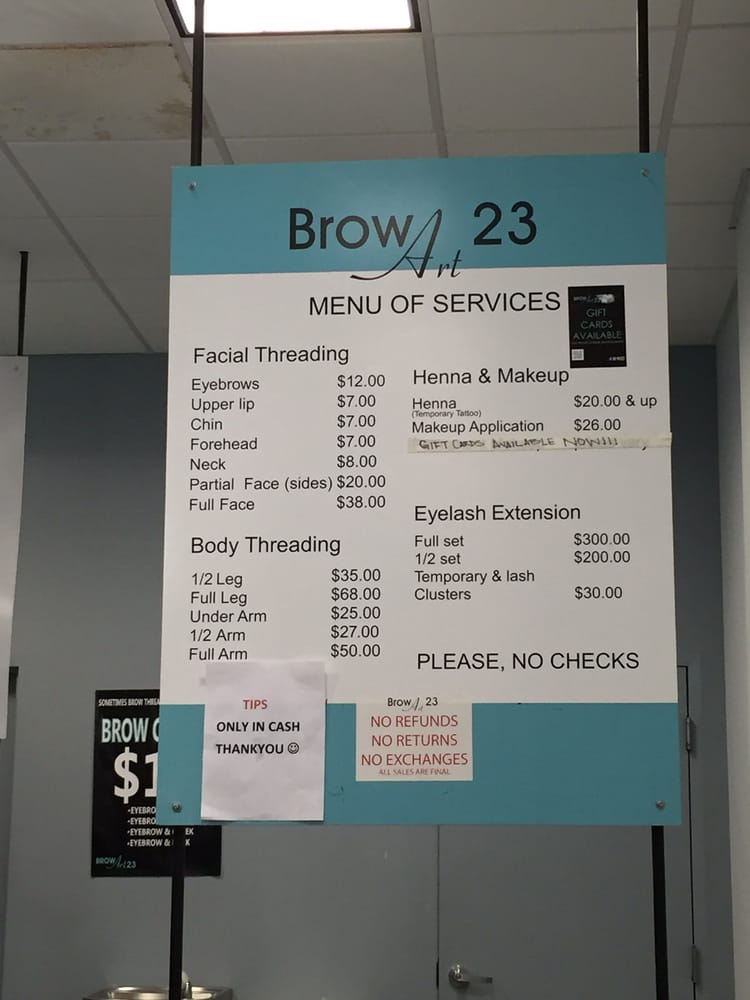 Brow Art 23
MENU OF SERVICES
GIFT
CARDS
AVAILABLE
Facial Threading
Eyebrows $12.00
Upper lip $7.00
Chin $7.00
Forehead $7.00
Neck $8.00
Partial Face (sides) $20.00
Full Face $38.00
Body Threading
1/2 Leg $35.00
Full Leg $68.00
Under Arm $25.00
1/2 Arm $27.00
Full Arm $50.00
Henna & Makeup
Henna $20.00 & up
(Temporary Tattoo)
Makeup Application $26.00
GIFT CARDS AVAILABLE NOW!!!
Eyelash Extension
Full set $300.00
1/2 set $200.00
Temporary & lash
Clusters $30.00
PLEASE, NO CHECKS
TIPS
ONLY IN CASH
THANKYOU ☺
Brow Art 23
NO REFUNDS
NO RETURNS
NO EXCHANGES
ALL SALES ARE FINAL
SOMETIMES BROW
BROW
$1
•EYEBRO
•EYEBRO
•EYEBROW &
•EYEBROW &
BROW Art 23